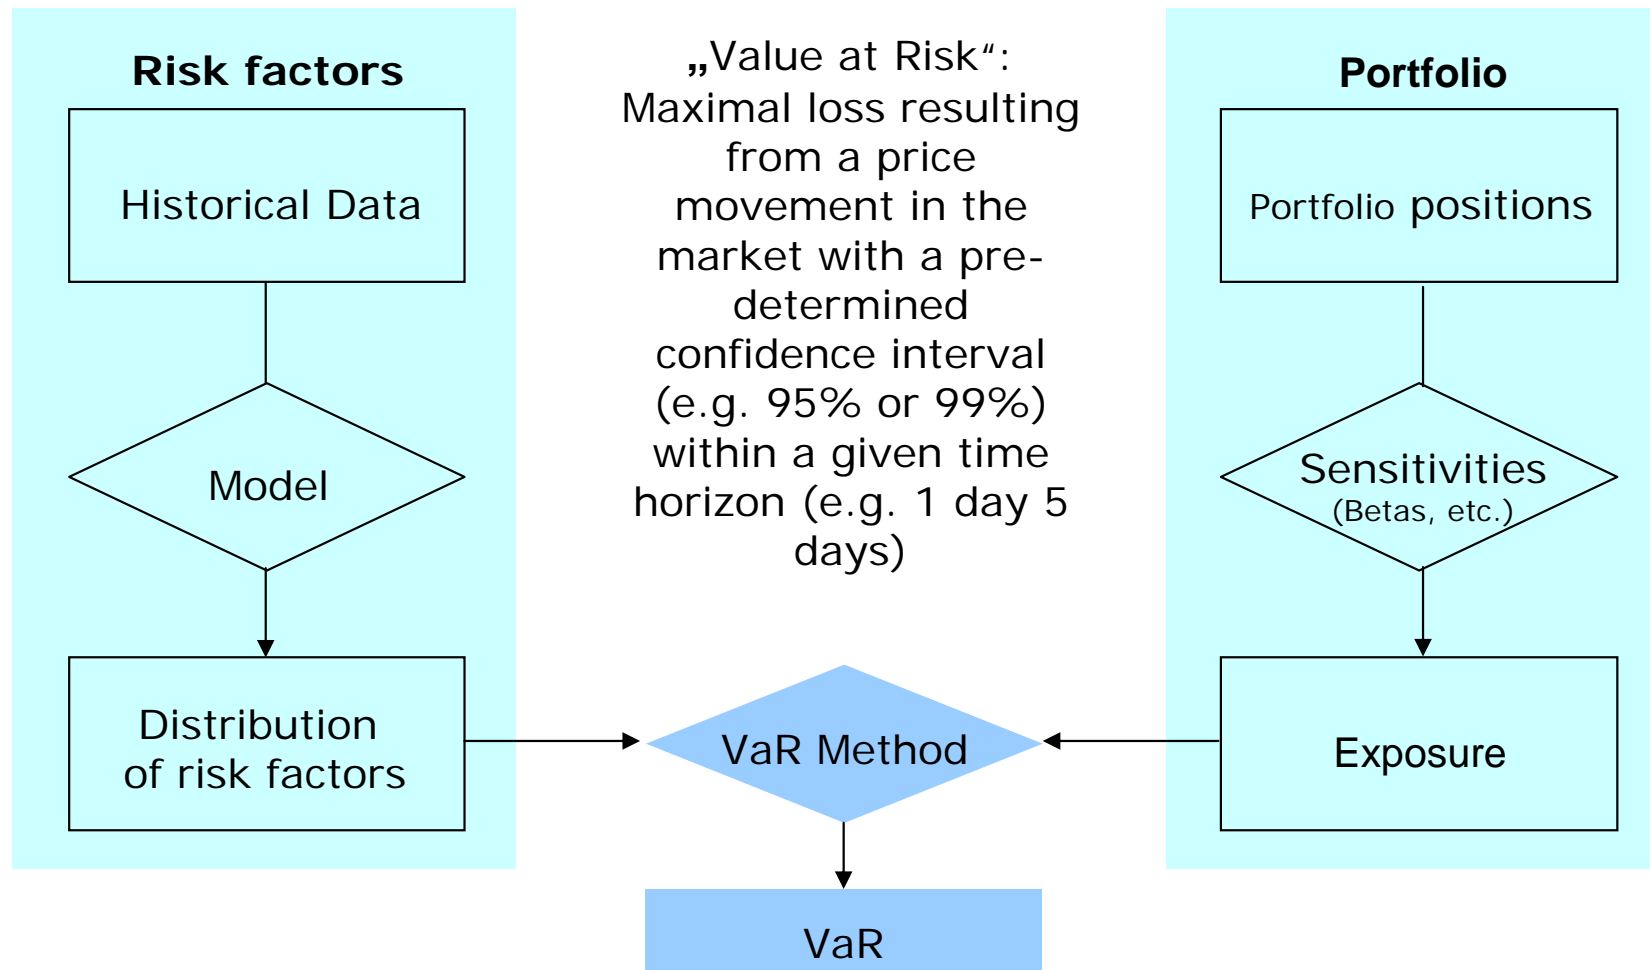 Risk factors
Historical Data
Model
Distribution
of risk factors
„Value at Risk“:
Maximal loss resulting
from a price
movement in the
market with a pre-
determined
confidence interval
(e.g. 95% or 99%)
within a given time
horizon (e.g. 1 day 5
days)
VaR Method
VaR
Portfolio
Portfolio positions
Sensitivities
(Betas, etc.)
Exposure